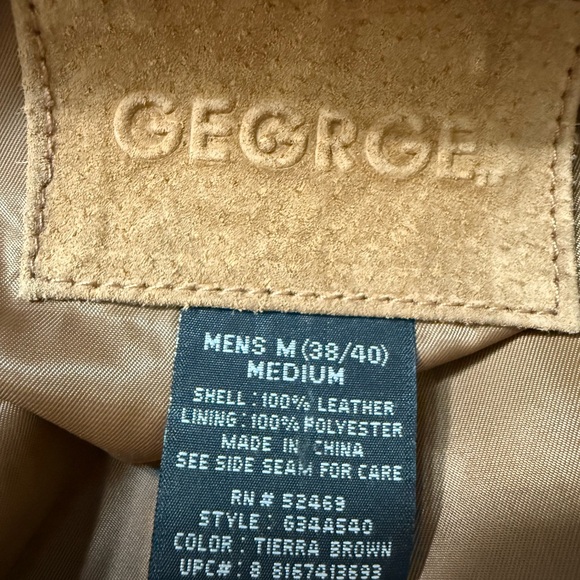 GEORGE
MENS M (38/40)
MEDIUM
SHELL : 100% LEATHER
LINING : 100% POLYESTER
MADE IN CHINA
SEE SIDE SEAM FOR CARE
RN # 52469
STYLE : G34A540
COLOR : TIERRA BROWN
UFC# : 8 8167413693